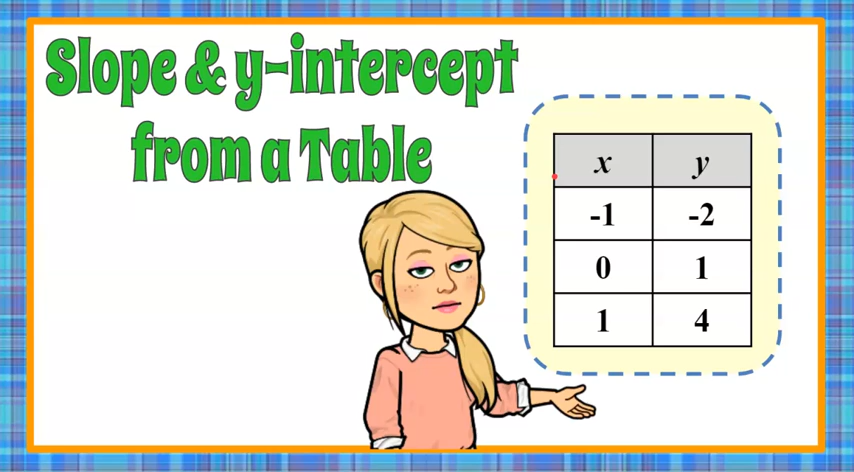 Slope & y-intercept
from a Table
x y
-1 -2
0 1
1 4